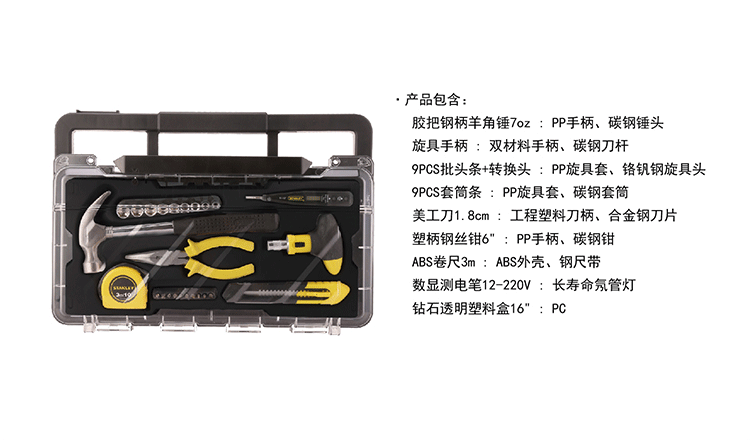 ·产品包含：
胶把钢柄羊角锤7oz : PP手柄、碳钢锤头
旋具手柄 : 双材料手柄、碳钢刀杆
9PCS批头条+转换头 : PP旋具套、铬钒钢旋具头
9PCS套筒条 : PP旋具套、碳钢套筒
美工刀1.8cm : 工程塑料刀柄、合金钢刀片
塑柄钢丝钳6" : PP手柄、碳钢钳
ABS卷尺3m : ABS外壳、钢尺带
数显测电笔12-220V : 长寿命氖管灯
钻石透明塑料盒16" : PC
STANLEY